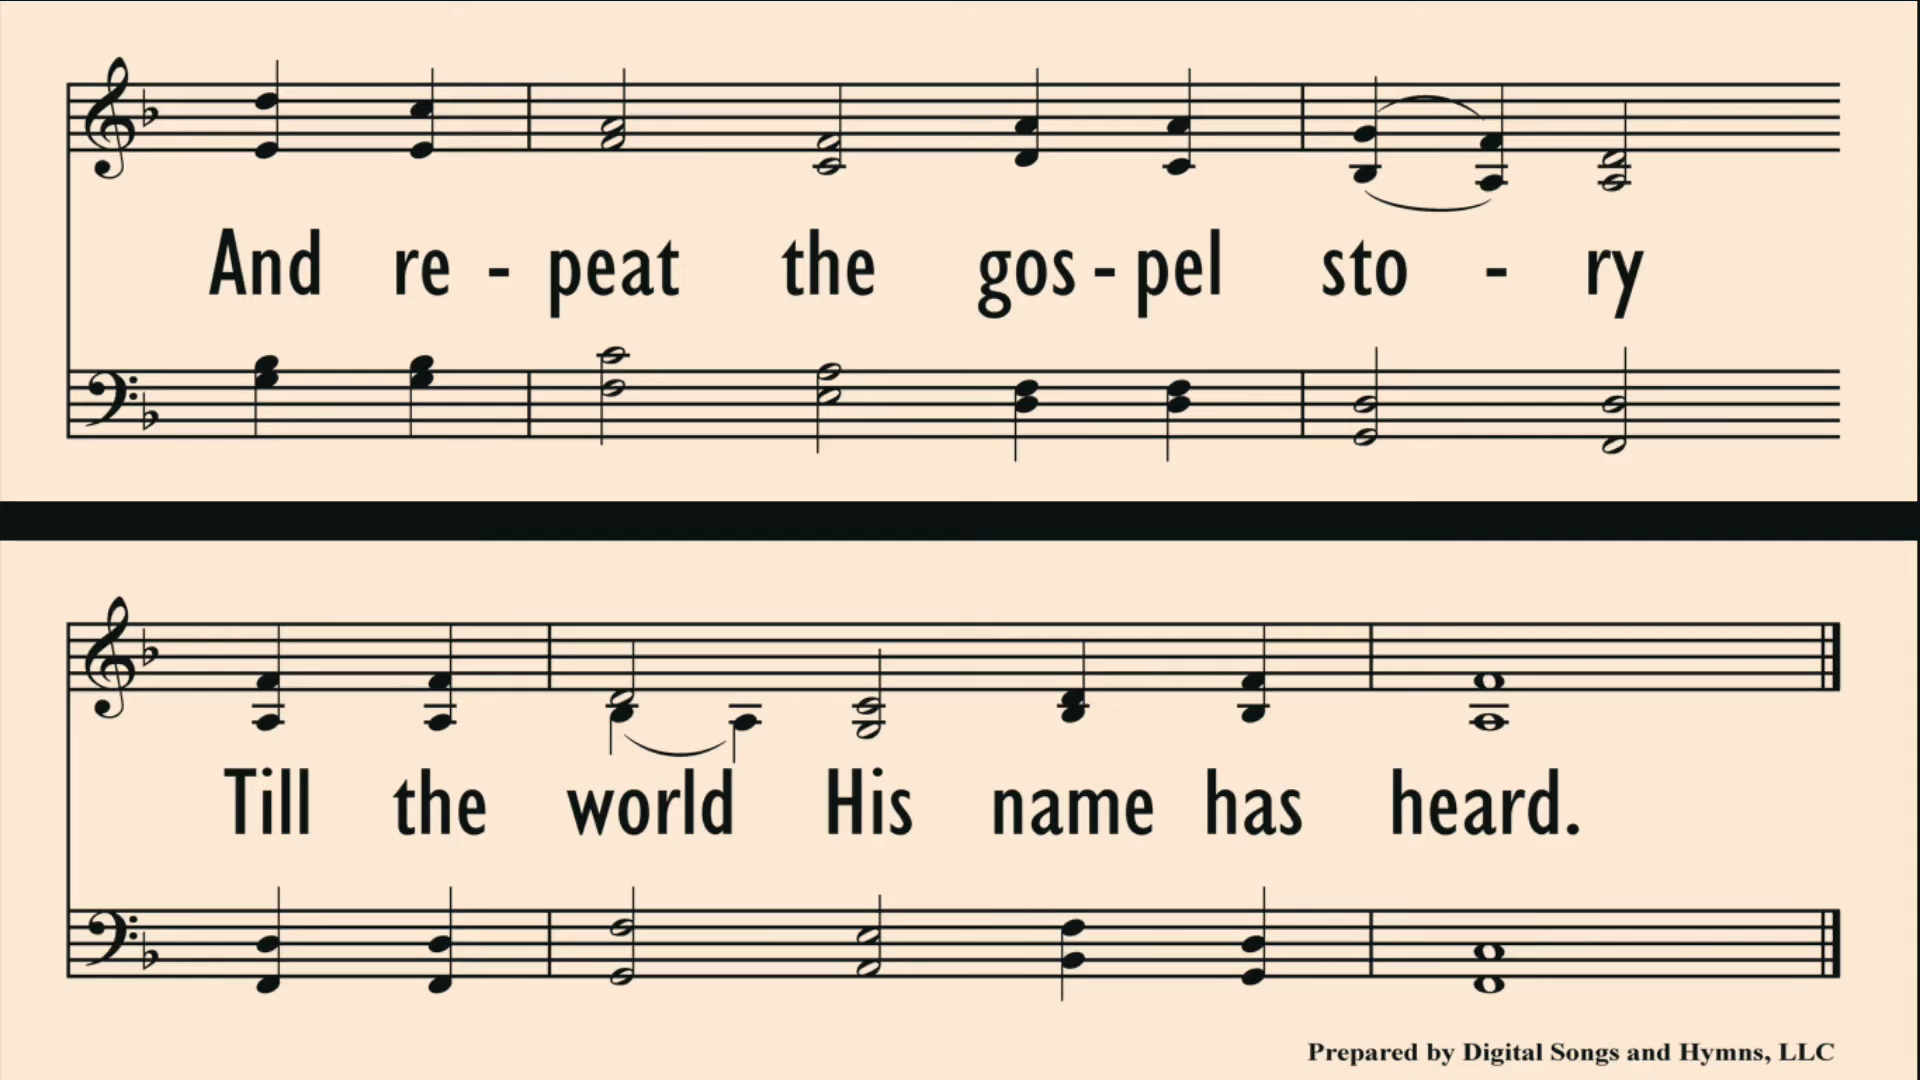 And re - peat the gos - pel sto - ry
Till the world His name has heard.
Prepared by Digital Songs and Hymns, LLC